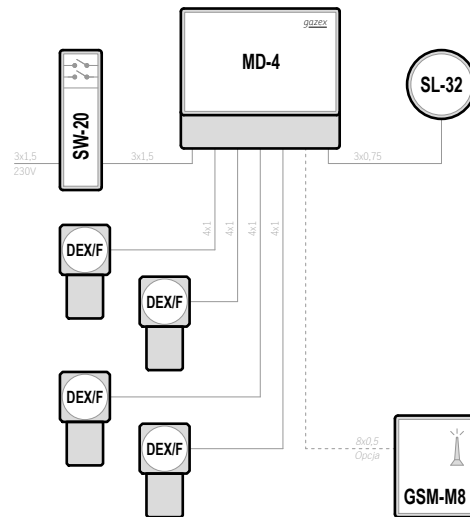 gazex
MD-4
SL-32
SW-20
3x1,5
230V
3x1,5
3x0,75
4x1
4x1
4x1
4x1
DEX/F
DEX/F
DEX/F
DEX/F
8x0,5
Opcja
GSM-M8